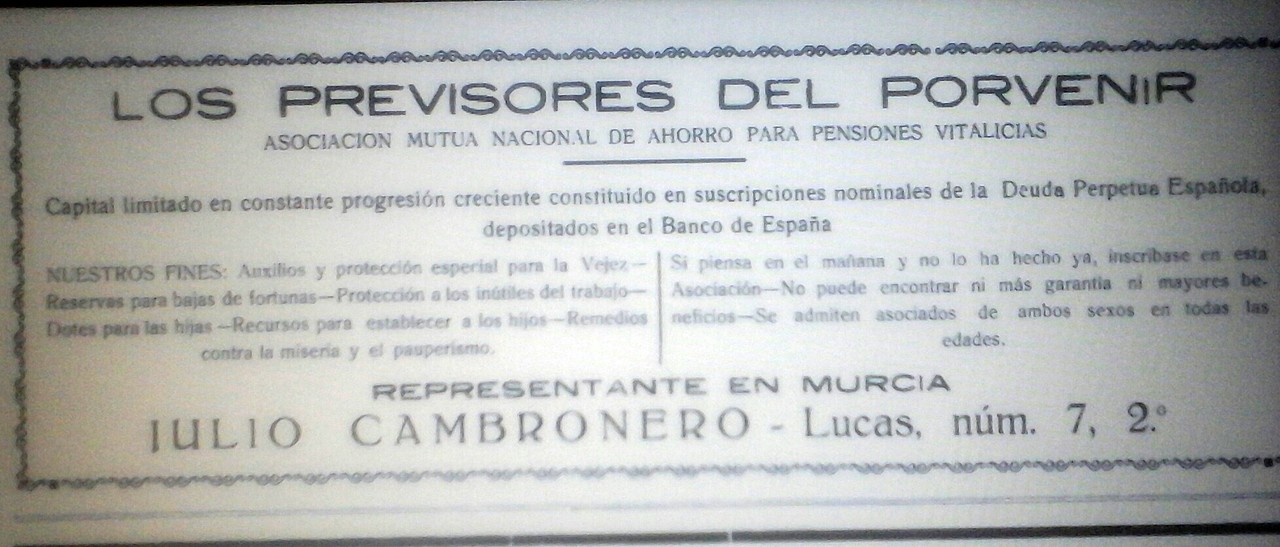 LOS PREVISORES DEL PORVENIR
ASOCIACION MUTUA NACIONAL DE AHORRO PARA PENSIONES VITALICIAS
Capital limitado en constante progresión creciente constituido en suscripciones nominales de la Deuda Perpetua Española,
depositados en el Banco de España
NUESTROS FINES: Auxilios y protección especial para la Vejez—
Reservas para bajas de fortunas—Protección a los inútiles del trabajo—
Dotes para las hijas—Recursos para establecer a los hijos—Remedios
contra la miseria y el pauperismo.
Si piensa en el mañana y no lo ha hecho ya, inscribase en esta
Asociación—No puede encontrar ni más garantia ni mayores be-
neficios—Se admiten asociados de ambos sexos en todas las
edades.
REPRESENTANTE EN MURCIA
JULIO CAMBRONERO - Lucas, núm. 7, 2.º